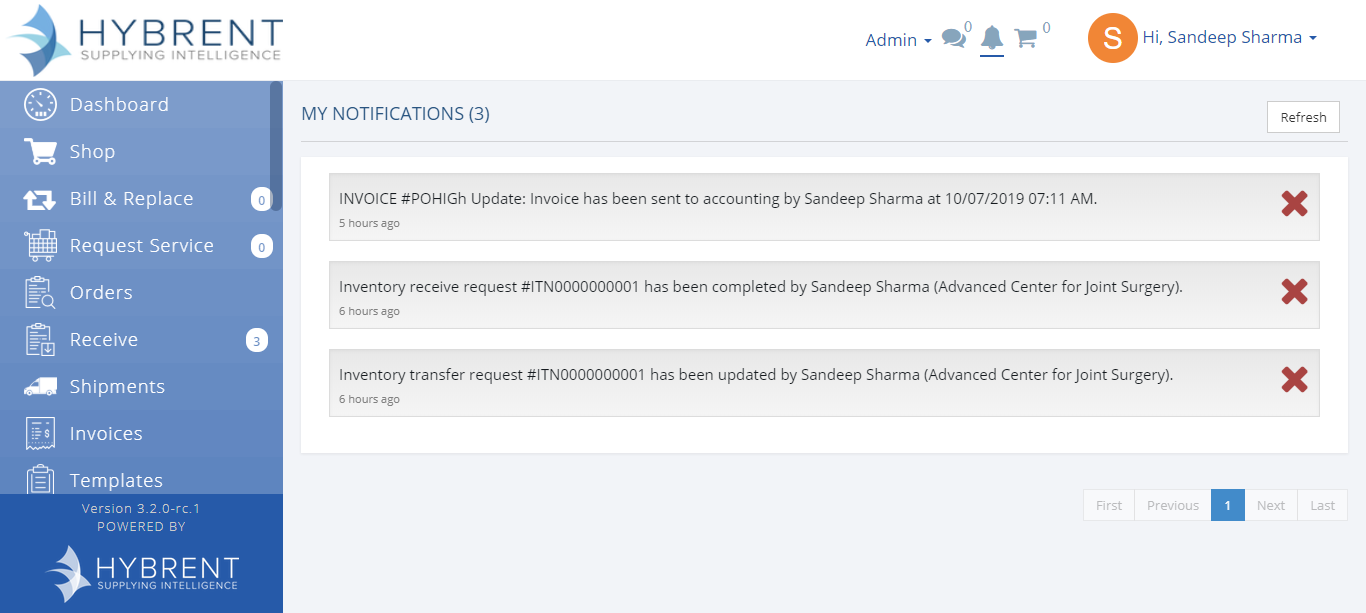 HYBRENT
SUPPLYING INTELLIGENCE
Admin
0
0
S
Hi, Sandeep Sharma
Dashboard
Shop
Bill & Replace
0
Request Service
0
Orders
Receive
3
Shipments
Invoices
Templates
Version 3.2.0-rc.1
POWERED BY
HYBRENT
SUPPLYING INTELLIGENCE
MY NOTIFICATIONS (3)
Refresh
INVOICE #POHIGh Update: Invoice has been sent to accounting by Sandeep Sharma at 10/07/2019 07:11 AM.
5 hours ago
Inventory receive request #ITN0000000001 has been completed by Sandeep Sharma (Advanced Center for Joint Surgery).
6 hours ago
Inventory transfer request #ITN0000000001 has been updated by Sandeep Sharma (Advanced Center for Joint Surgery).
6 hours ago
First Previous 1 Next Last